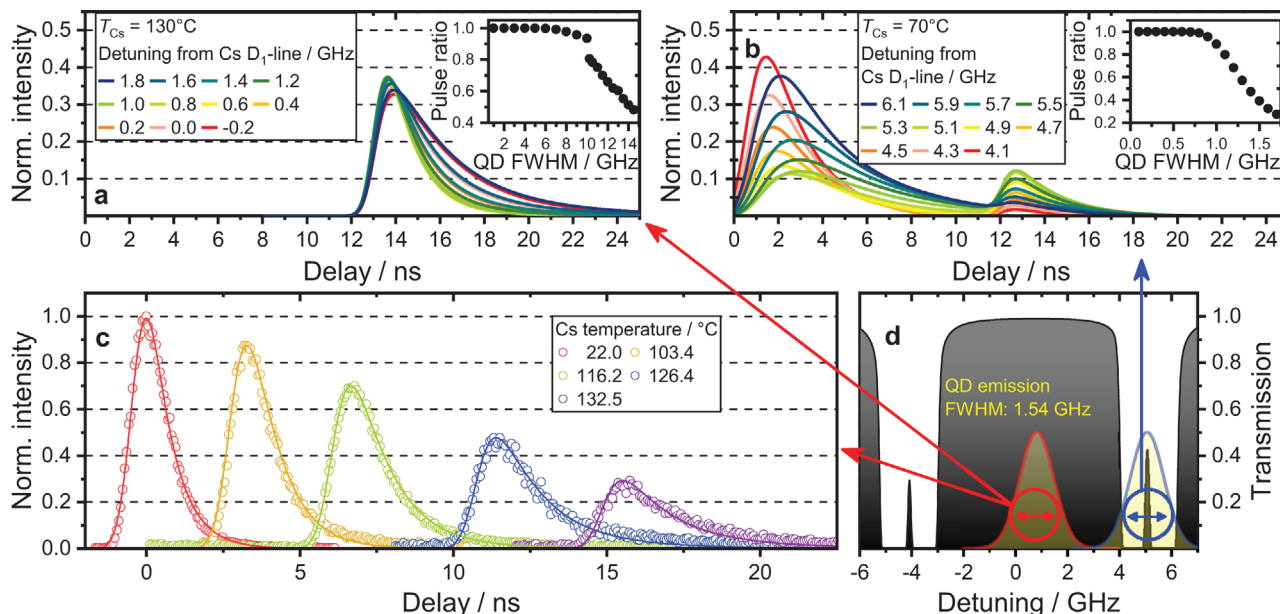 T_Cs = 130°C
Detuning from Cs D₁-line / GHz
1.8 1.6 1.4 1.2
1.0 0.8 0.6 0.4
0.2 0.0 -0.2
a
Norm. intensity
0.5
0.4
0.3
0.2
0.1
0 2 4 6 8 10 12 14 16 18 20 22 24
Delay / ns
Pulse ratio
1.0
0.8
0.6
0.4
0 2 4 6 8 10 12 14
QD FWHM / GHz
b
T_Cs = 70°C
Detuning from
Cs D₁-line / GHz
6.1 5.9 5.7 5.5
5.3 5.1 4.9 4.7
4.5 4.3 4.1
Norm. intensity
0.5
0.4
0.3
0.2
0.1
0 2 4 6 8 10 12 14 16 18 20 22 24
Delay / ns
Pulse ratio
1.0
0.8
0.6
0.4
0.2
0.0 0.5 1.0 1.5
QD FWHM / GHz
c
Cs temperature / °C
22.0 103.4
116.2 126.4
132.5
Norm. intensity
1.0
0.8
0.6
0.4
0.2
0.0
0 5 10 15 20
0 5 10 15
Delay / ns
d
QD emission
FWHM: 1.54 GHz
1.0
0.8
0.6
0.4
0.2
Transmission
-6 -4 -2 0 2 4 6
Detuning / GHz